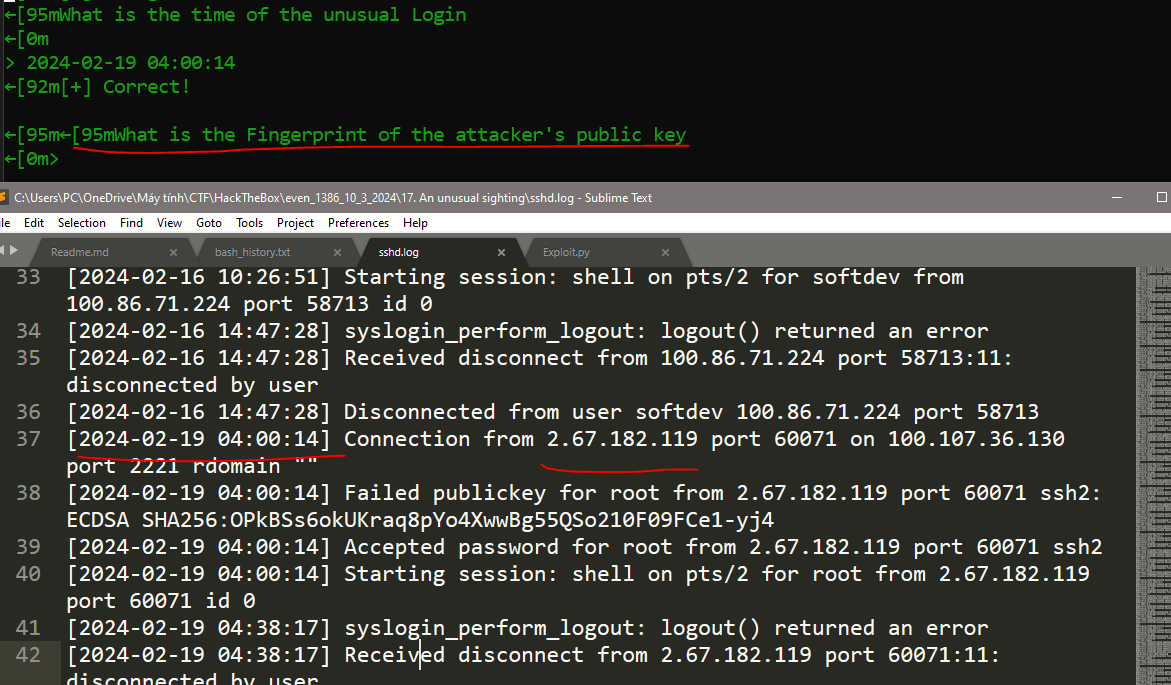 ←[95mWhat is the time of the unusual Login
←[0m
> 2024-02-19 04:00:14
←[92m[+] Correct!
←[95m←[95mWhat is the Fingerprint of the attacker's public key
←[0m>
C:\Users\PC\OneDrive\Máy tính\CTF\HackTheBox\even_1386_10_3_2024\17. An unusual sighting\sshd.log - Sublime Text
ile Edit Selection Find View Goto Tools Project Preferences Help
Readme.md × bash_history.txt × sshd.log × Exploit.py ×
33 [2024-02-16 10:26:51] Starting session: shell on pts/2 for softdev from
100.86.71.224 port 58713 id 0
34 [2024-02-16 14:47:28] syslogin_perform_logout: logout() returned an error
35 [2024-02-16 14:47:28] Received disconnect from 100.86.71.224 port 58713:11:
disconnected by user
36 [2024-02-16 14:47:28] Disconnected from user softdev 100.86.71.224 port 58713
37 [2024-02-19 04:00:14] Connection from 2.67.182.119 port 60071 on 100.107.36.130
port 2221 rdomain ""
38 [2024-02-19 04:00:14] Failed publickey for root from 2.67.182.119 port 60071 ssh2:
ECDSA SHA256:OPkBSs6okUKraq8pYo4XwwBg55QSo210F09FCe1-yj4
39 [2024-02-19 04:00:14] Accepted password for root from 2.67.182.119 port 60071 ssh2
40 [2024-02-19 04:00:14] Starting session: shell on pts/2 for root from 2.67.182.119
port 60071 id 0
41 [2024-02-19 04:38:17] syslogin_perform_logout: logout() returned an error
42 [2024-02-19 04:38:17] Received disconnect from 2.67.182.119 port 60071:11:
disconnected by user